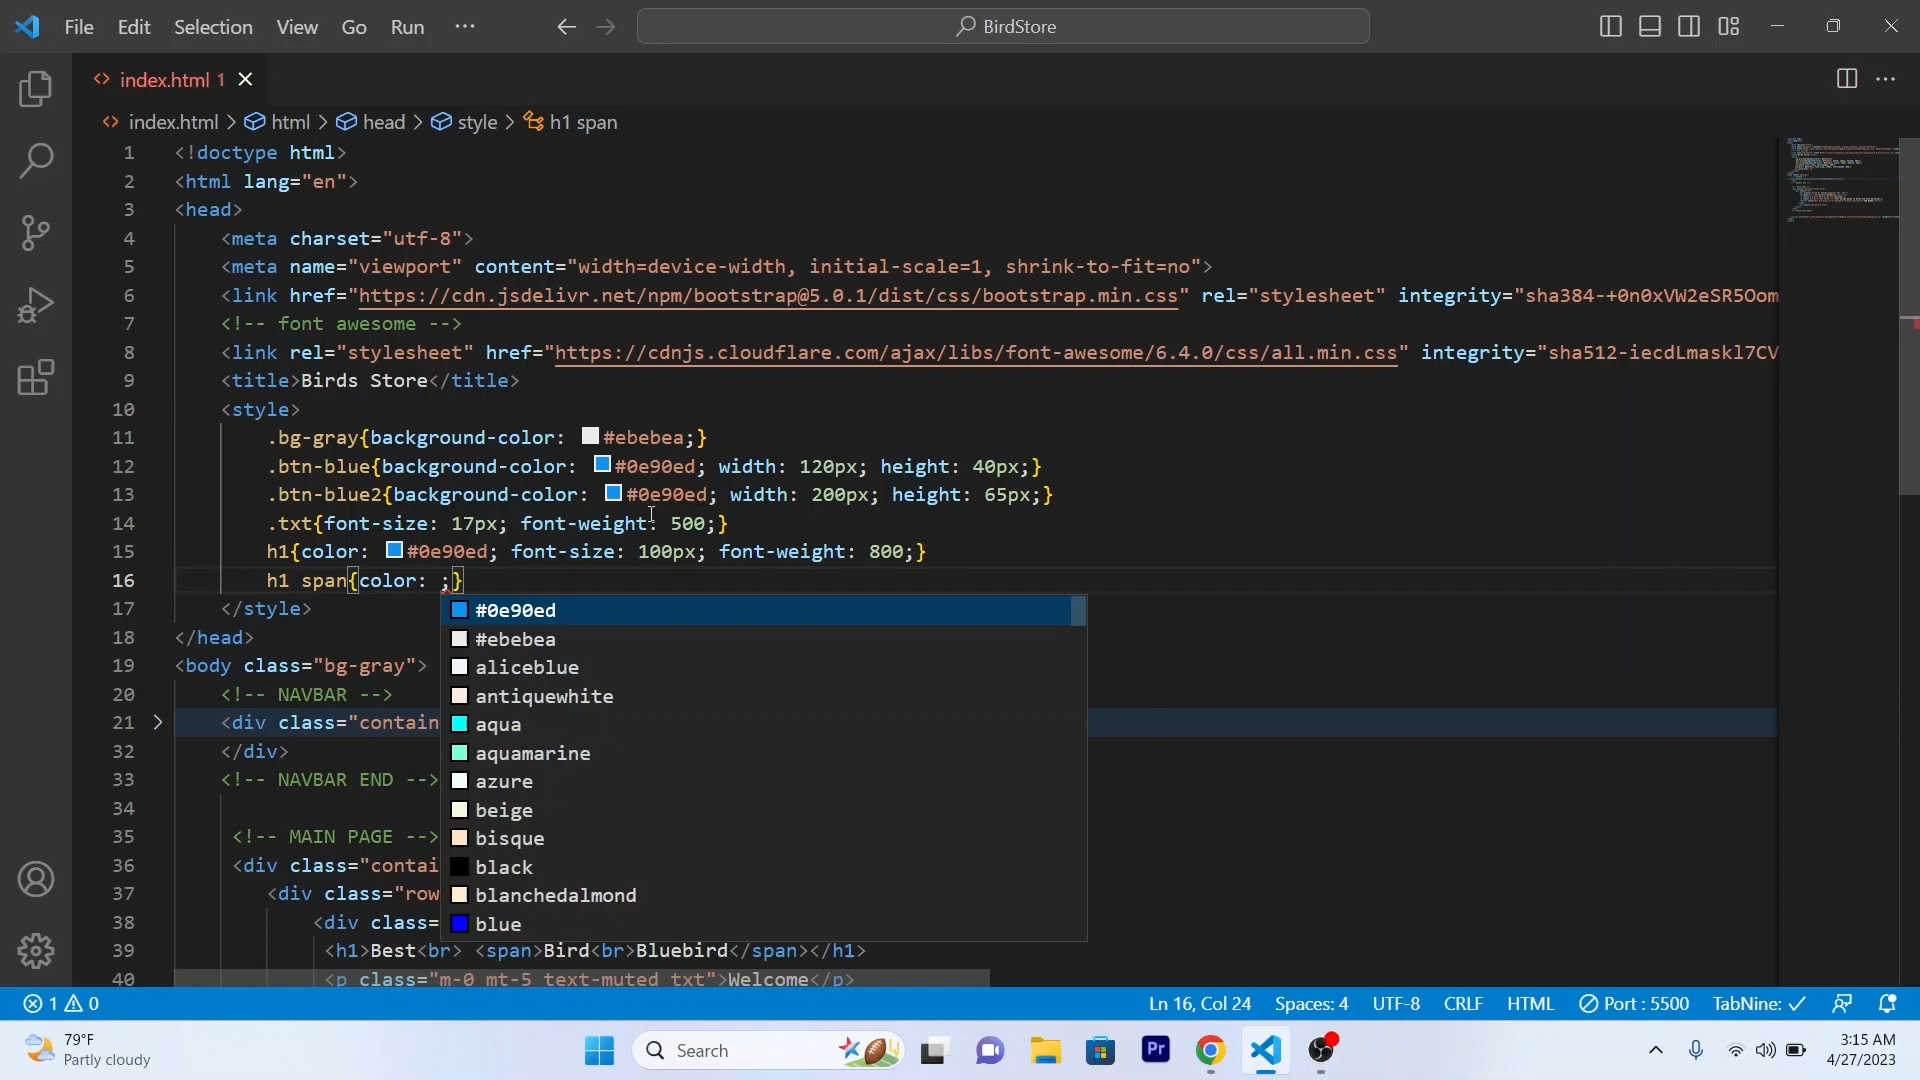 File Edit Selection View Go Run ··· BirdStore
index.html 1
index.html > html > head > style > h1 span
1 <!doctype html>
2 <html lang="en">
3 <head>
4 <meta charset="utf-8">
5 <meta name="viewport" content="width=device-width, initial-scale=1, shrink-to-fit=no">
6 <link href="https://cdn.jsdelivr.net/npm/bootstrap@5.0.1/dist/css/bootstrap.min.css" rel="stylesheet" integrity="sha384-+0n0xVW2eSR5Oom
7 <!-- font awesome -->
8 <link rel="stylesheet" href="https://cdnjs.cloudflare.com/ajax/libs/font-awesome/6.4.0/css/all.min.css" integrity="sha512-iecdLmaskl7CV
9 <title>Birds Store</title>
10 <style>
11 .bg-gray{background-color: #ebebea;}
12 .btn-blue{background-color: #0e90ed; width: 120px; height: 40px;}
13 .btn-blue2{background-color: #0e90ed; width: 200px; height: 65px;}
14 .txt{font-size: 17px; font-weight: 500;}
15 h1{color: #0e90ed; font-size: 100px; font-weight: 800;}
16 h1 span{color: ;}
17 </style>
#0e90ed
18 </head>
#ebebea
19 <body class="bg-gray">
aliceblue
20 <!-- NAVBAR -->
antiquewhite
21 <div class="contain
aqua
32 </div>
aquamarine
33 <!-- NAVBAR END -->
azure
34
beige
35 <!-- MAIN PAGE -->
bisque
36 <div class="contai
black
37 <div class="row
blanchedalmond
38 <div class=
blue
39 <h1>Best<br> <span>Bird<br>Bluebird</span></h1>
40 <p class="m-0 mt-5 text-muted txt">Welcome</p>
1 0 Ln 16, Col 24 Spaces: 4 UTF-8 CRLF HTML Port : 5500 TabNine: ✓
79°F
Partly cloudy
Search
Pr
3:15 AM
4/27/2023